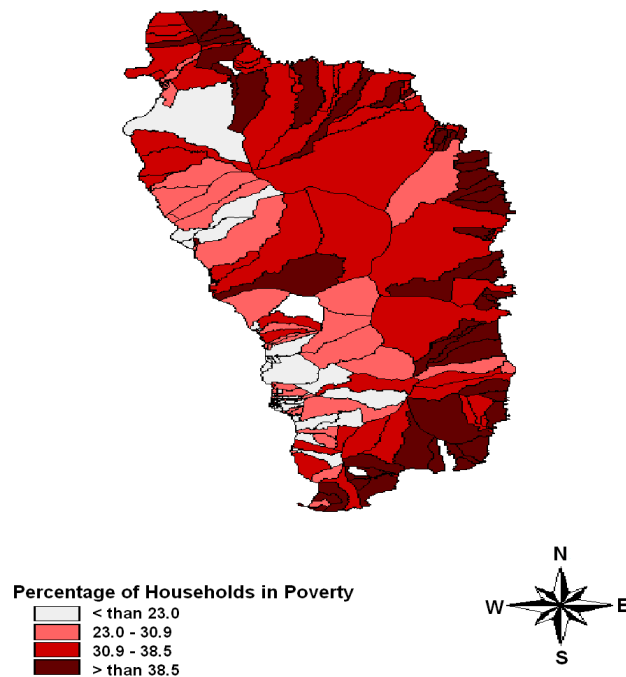 N
W E
S
Percentage of Households in Poverty
< than 23.0
23.0 - 30.9
30.9 - 38.5
> than 38.5